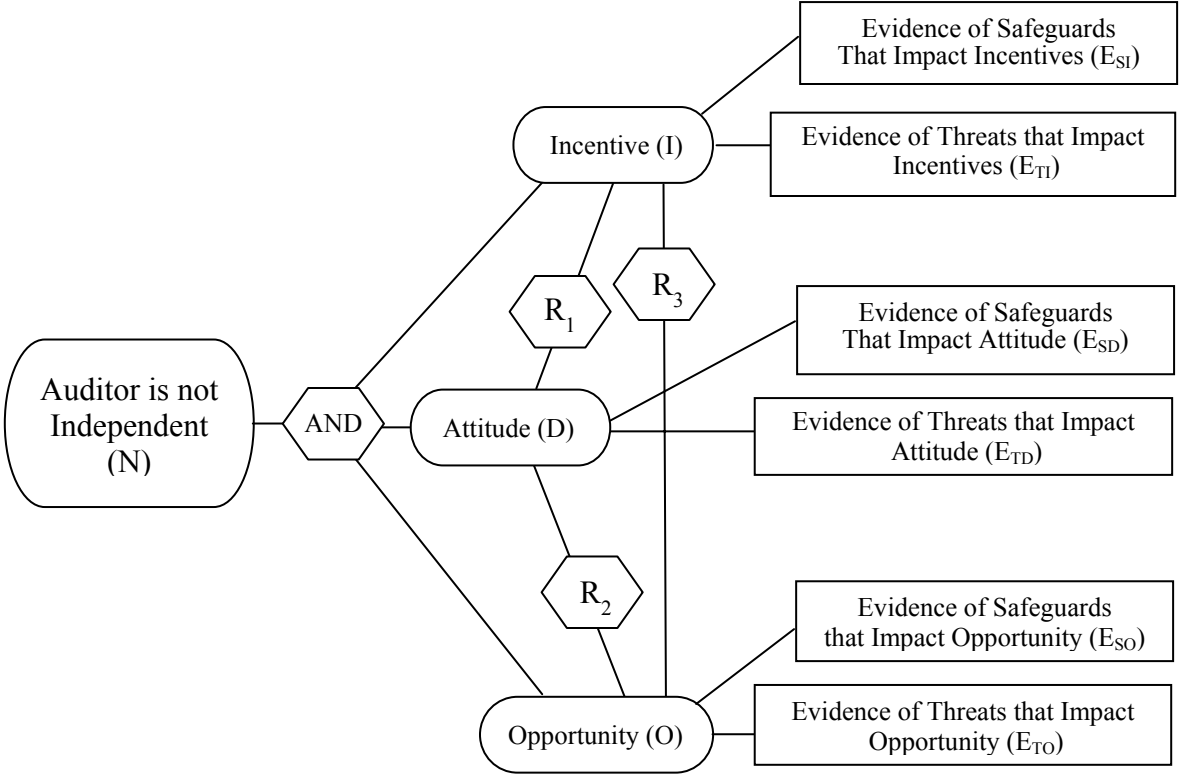 Evidence of Safeguards
That Impact Incentives (ESI)
Incentive (I)
Evidence of Threats that Impact
Incentives (ETI)
R1
R3
Evidence of Safeguards
That Impact Attitude (ESD)
Auditor is not
Independent
(N)
AND
Attitude (D)
Evidence of Threats that Impact
Attitude (ETD)
R2
Evidence of Safeguards
that Impact Opportunity (ESO)
Opportunity (O)
Evidence of Threats that Impact
Opportunity (ETO)